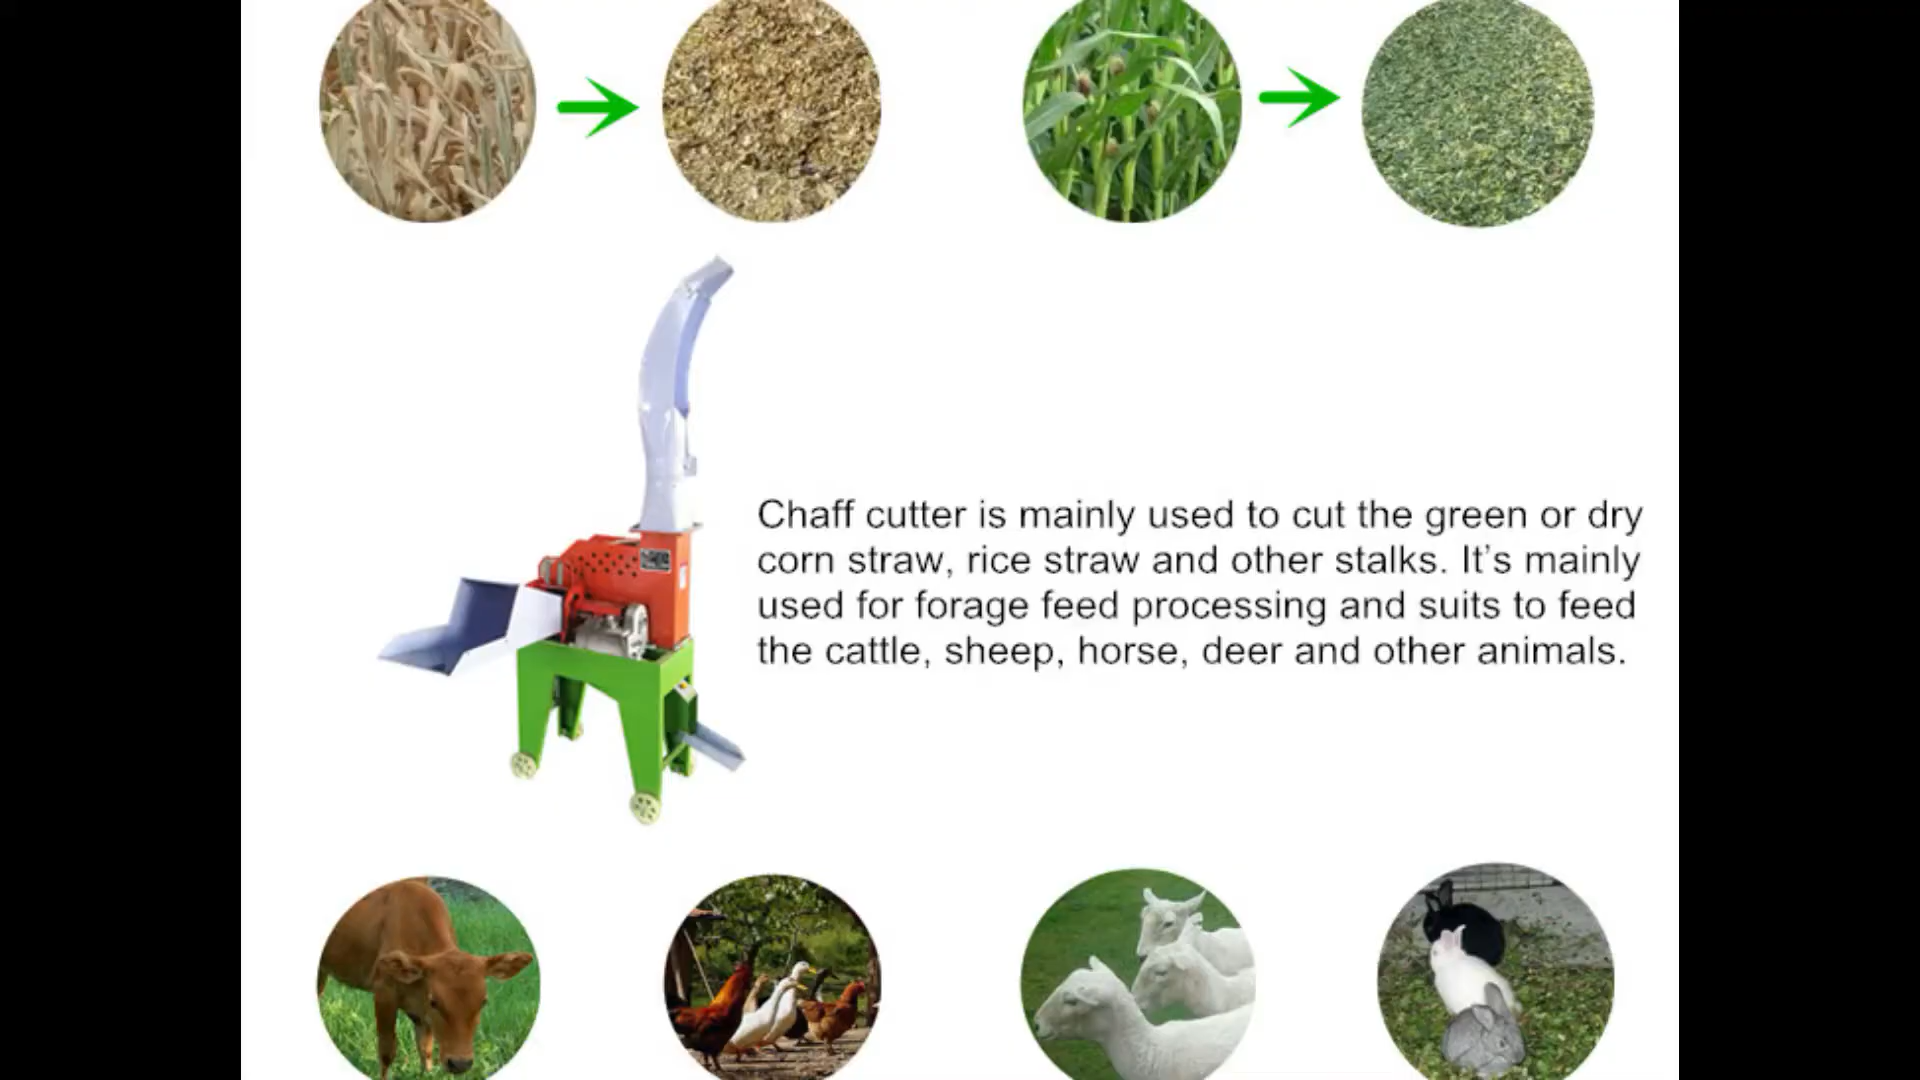 Chaff cutter is mainly used to cut the green or dry
corn straw, rice straw and other stalks. It’s mainly
used for forage feed processing and suits to feed
the cattle, sheep, horse, deer and other animals.